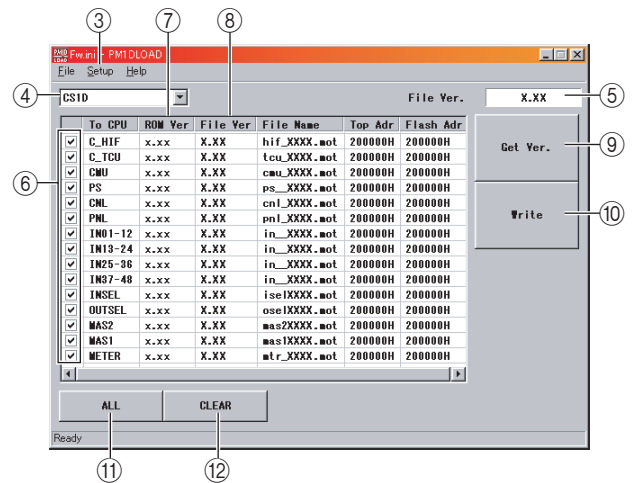 ③ ⑦ ⑧
PM1D LOAD Fw.ini - PM1DLOAD
File Setup Help
④ CS1D File Ver. X.XX ⑤
To CPU ROM Ver File Ver File Name Top Adr Flash Adr
C_HIF x.xx X.XX hif_XXXX.mot 200000H 200000H
C_TCU x.xx X.XX tcu_XXXX.mot 200000H 200000H
CMU x.xx X.XX cmu_XXXX.mot 200000H 200000H
PS x.xx X.XX ps__XXXX.mot 200000H 200000H
CNL x.xx X.XX cnl_XXXX.mot 200000H 200000H
PNL x.xx X.XX pnl_XXXX.mot 200000H 200000H
IN01-12 x.xx X.XX in__XXXX.mot 200000H 200000H
IN13-24 x.xx X.XX in__XXXX.mot 200000H 200000H
IN25-36 x.xx X.XX in__XXXX.mot 200000H 200000H
IN37-48 x.xx X.XX in__XXXX.mot 200000H 200000H
INSEL x.xx X.XX iselXXXX.mot 200000H 200000H
OUTSEL x.xx X.XX oselXXXX.mot 200000H 200000H
MAS2 x.xx X.XX mas2XXXX.mot 200000H 200000H
MAS1 x.xx X.XX mas1XXXX.mot 200000H 200000H
METER x.xx X.XX mtr_XXXX.mot 200000H 200000H
⑥
Get Ver. ⑨
Write ⑩
ALL CLEAR
Ready
⑪ ⑫